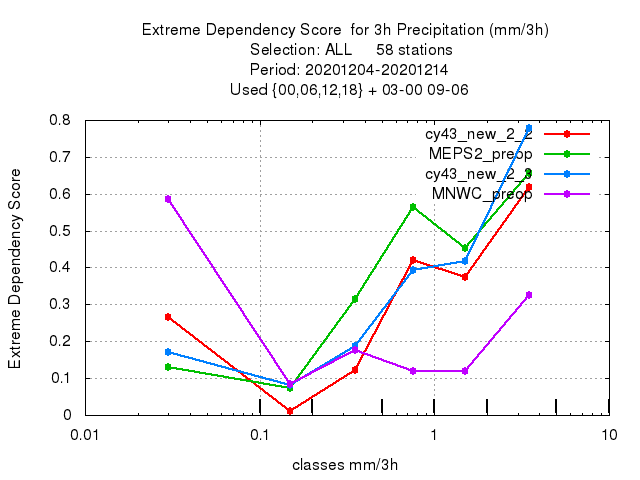 Extreme Dependency Score  for 3h Precipitation (mm/3h)
Selection: ALL     58 stations
Period: 20201204-20201214
Used {00,06,12,18} + 03-00 09-06
cy43_new_2_2
MEPS2_preop
cy43_new_2_3
MNWC_preop
Extreme Dependency Score
0.8
0.7
0.6
0.5
0.4
0.3
0.2
0.1
0
0.01
0.1
1
10
classes mm/3h